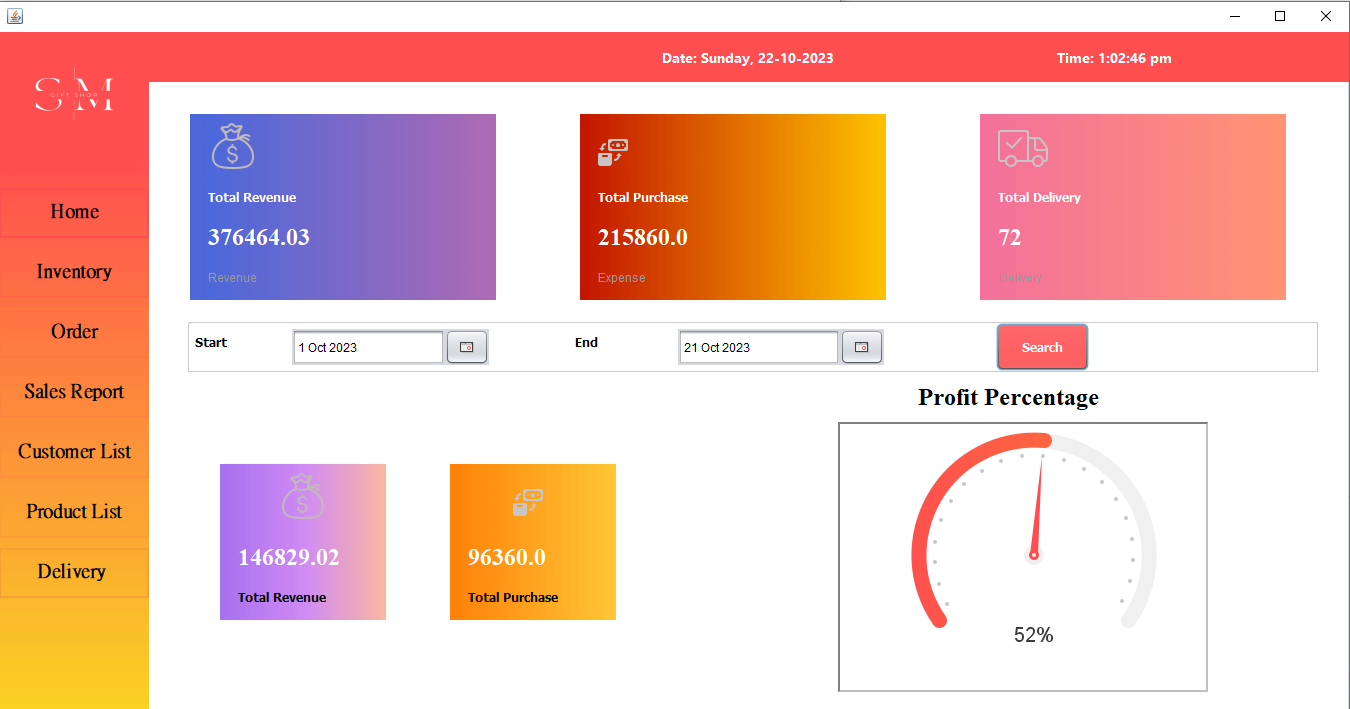 Date: Sunday, 22-10-2023
Time: 1:02:46 pm
SM
GIFT SHOP
Home
Inventory
Order
Sales Report
Customer List
Product List
Delivery
$
Total Revenue
376464.03
Revenue
Total Purchase
215860.0
Expense
Total Delivery
72
Delivery
Start
1 Oct 2023
End
21 Oct 2023
Search
$
146829.02
Total Revenue
96360.0
Total Purchase
Profit Percentage
52%